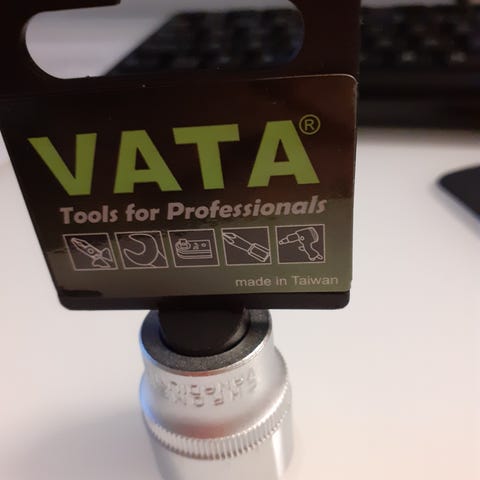 VATA®
Tools for Professionals
made in Taiwan